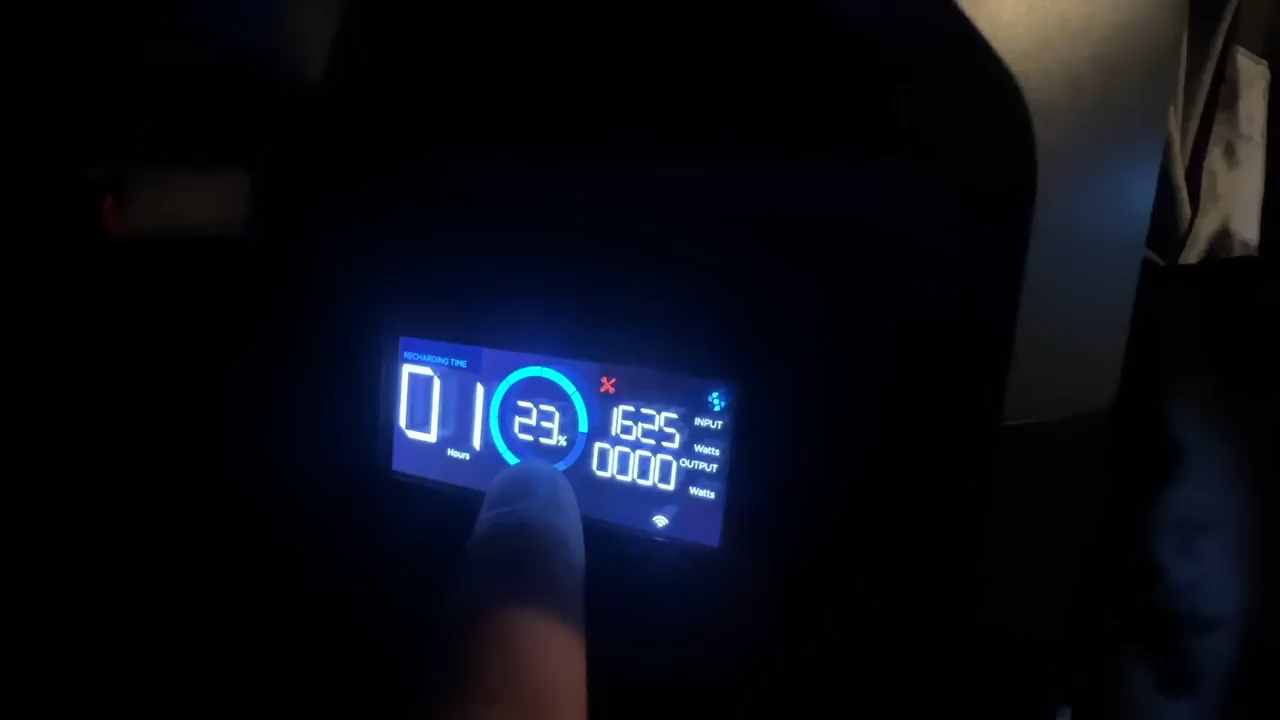 RECHARGING TIME
01
Hours
23%
1625 INPUT
Watts
0000 OUTPUT
Watts